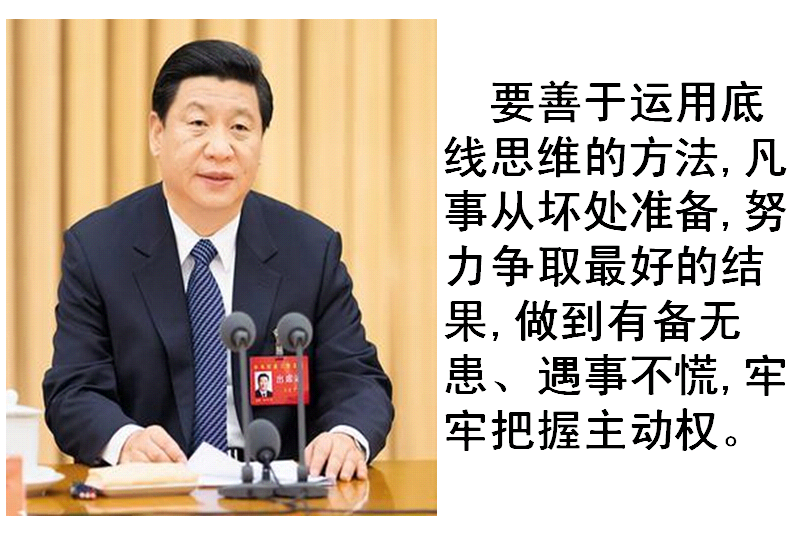 要善于运用底
线思维的方法,凡
事从坏处准备,努
力争取最好的结
果,做到有备无
患、遇事不慌,牢
牢把握主动权。
出席